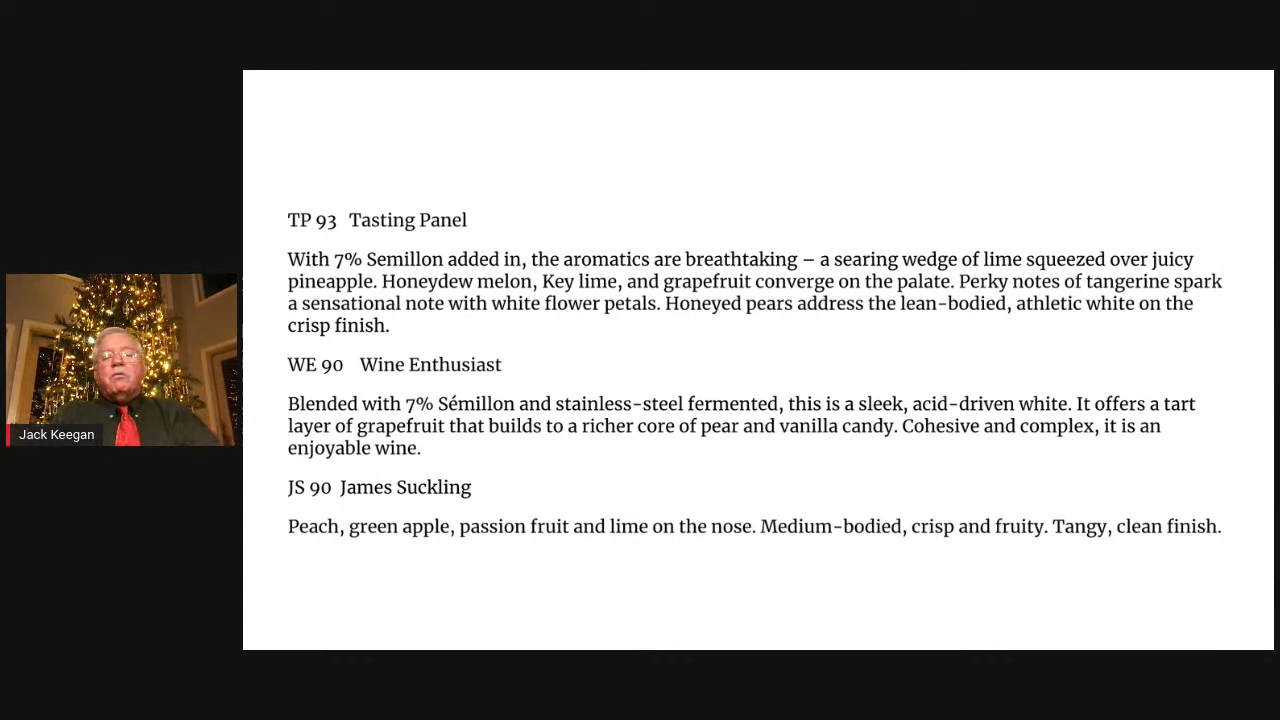 TP 93 Tasting Panel
With 7% Semillon added in, the aromatics are breathtaking – a searing wedge of lime squeezed over juicy
pineapple. Honeydew melon, Key lime, and grapefruit converge on the palate. Perky notes of tangerine spark
a sensational note with white flower petals. Honeyed pears address the lean-bodied, athletic white on the
crisp finish.
WE 90 Wine Enthusiast
Blended with 7% Sémillon and stainless-steel fermented, this is a sleek, acid-driven white. It offers a tart
layer of grapefruit that builds to a richer core of pear and vanilla candy. Cohesive and complex, it is an
enjoyable wine.
JS 90 James Suckling
Peach, green apple, passion fruit and lime on the nose. Medium-bodied, crisp and fruity. Tangy, clean finish.
Jack Keegan